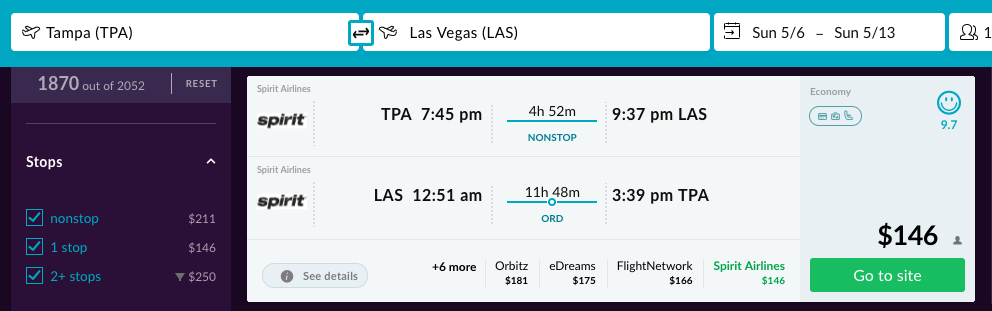 Tampa (TPA)
Las Vegas (LAS)
Sun 5/6 – Sun 5/13
1
1870 out of 2052
RESET
Stops
nonstop $211
1 stop $146
2+ stops $250
Spirit Airlines
spirit
TPA 7:45 pm
4h 52m
NONSTOP
9:37 pm LAS
Spirit Airlines
spirit
LAS 12:51 am
11h 48m
ORD
3:39 pm TPA
See details
+6 more
Orbitz
$181
eDreams
$175
FlightNetwork
$166
Spirit Airlines
$146
Economy
9.7
$146
Go to site